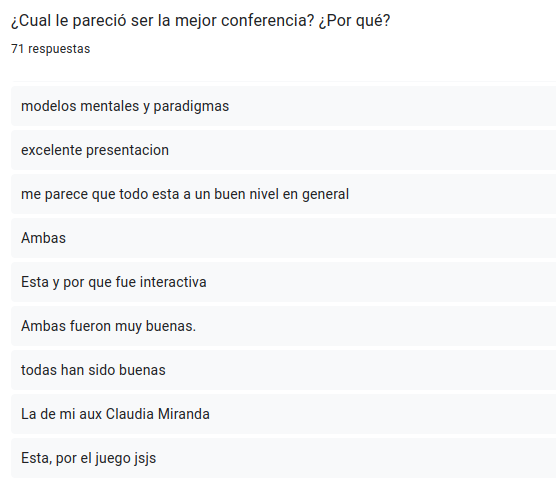 ¿Cual le pareció ser la mejor conferencia? ¿Por qué?
71 respuestas
modelos mentales y paradigmas
excelente presentacion
me parece que todo esta a un buen nivel en general
Ambas
Esta y por que fue interactiva
Ambas fueron muy buenas.
todas han sido buenas
La de mi aux Claudia Miranda
Esta, por el juego jsjs